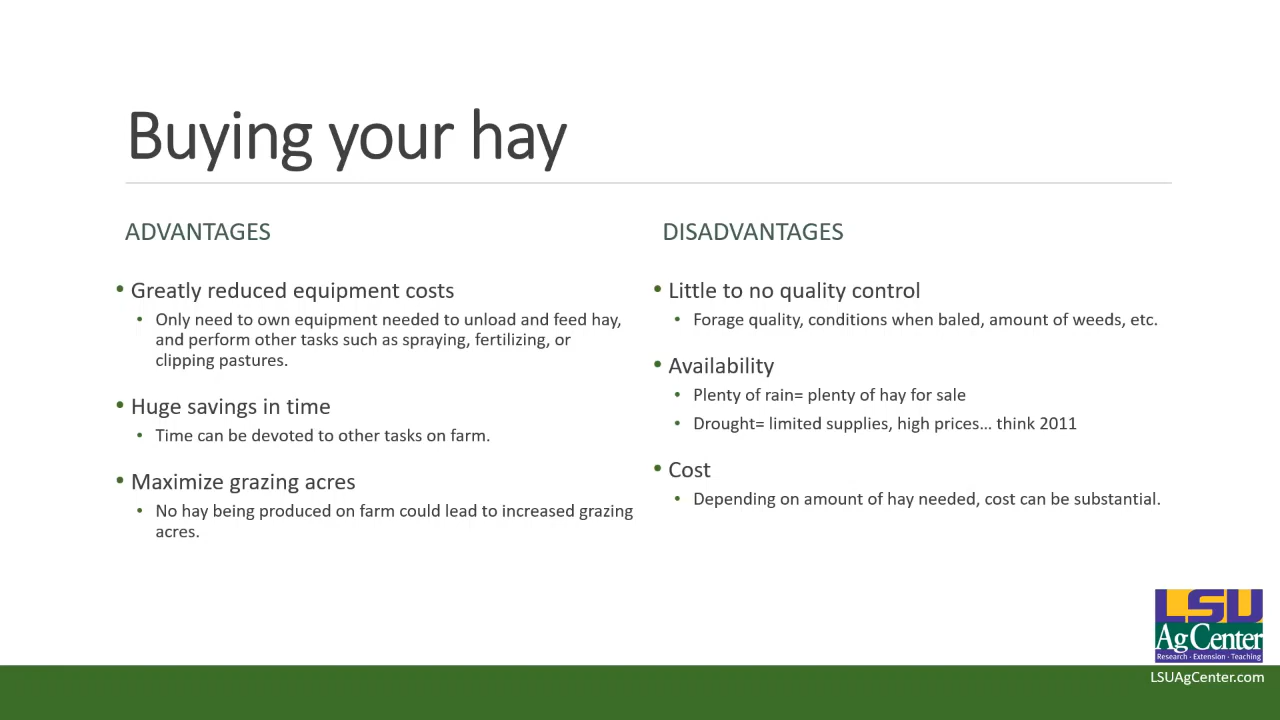 Buying your hay
ADVANTAGES
• Greatly reduced equipment costs
• Only need to own equipment needed to unload and feed hay,
and perform other tasks such as spraying, fertilizing, or
clipping pastures.
• Huge savings in time
• Time can be devoted to other tasks on farm.
• Maximize grazing acres
• No hay being produced on farm could lead to increased grazing
acres.
DISADVANTAGES
• Little to no quality control
• Forage quality, conditions when baled, amount of weeds, etc.
• Availability
• Plenty of rain= plenty of hay for sale
• Drought= limited supplies, high prices… think 2011
• Cost
• Depending on amount of hay needed, cost can be substantial.
LSU
AgCenter
Research · Extension · Teaching
LSUAgCenter.com